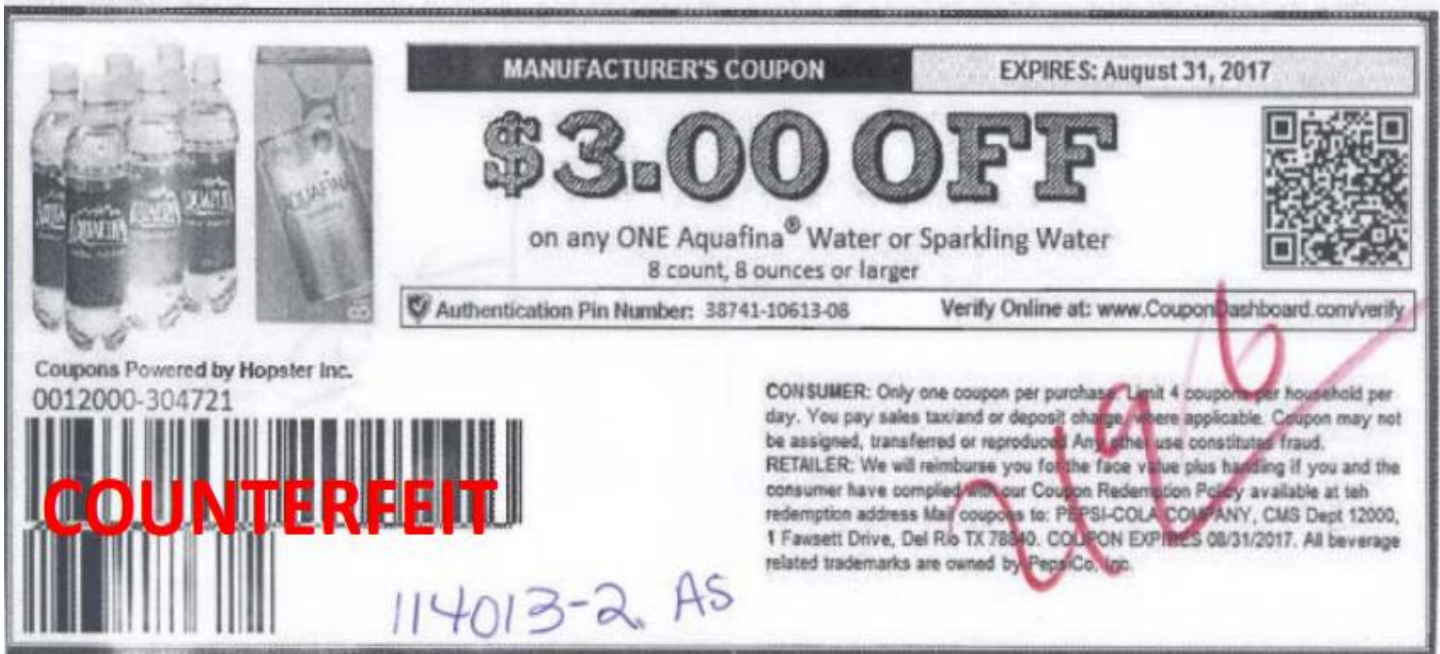 MANUFACTURER'S COUPON
EXPIRES: August 31, 2017
$3.00 OFF
on any ONE Aquafina® Water or Sparkling Water
8 count, 8 ounces or larger
Authentication Pin Number: 38741-10613-08
Verify Online at: www.CouponDashboard.com/verify
AQUAFINA
Coupons Powered by Hopster Inc.
0012000-304721
COUNTERFEIT
CONSUMER: Only one coupon per purchase. Limit 4 coupons per household per
day. You pay sales tax/and or deposit charge, where applicable. Coupon may not
be assigned, transferred or reproduced Any other use constitutes fraud.
RETAILER: We will reimburse you for the face value plus handling if you and the
consumer have complied with our Coupon Redemption Policy available at teh
redemption address Mail coupons to: PEPSI-COLA COMPANY, CMS Dept 12000,
1 Fawsett Drive, Del Rio TX 78840. COUPON EXPIRES 08/31/2017. All beverage
related trademarks are owned by PepsiCo, Inc.
114013-2 AS